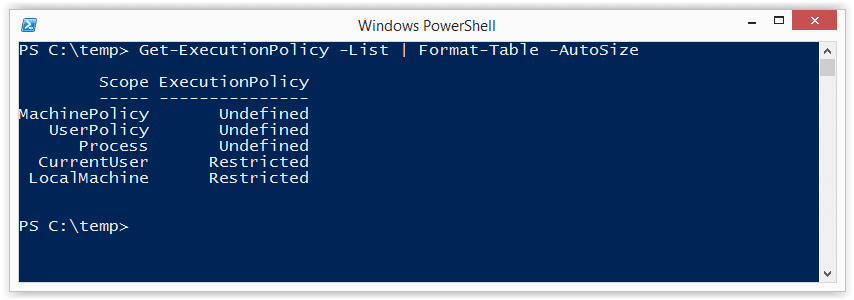 Windows PowerShell
PS C:\temp> Get-ExecutionPolicy -List | Format-Table -AutoSize
Scope ExecutionPolicy
----- ---------------
MachinePolicy Undefined
UserPolicy Undefined
Process Undefined
CurrentUser Restricted
LocalMachine Restricted
PS C:\temp>